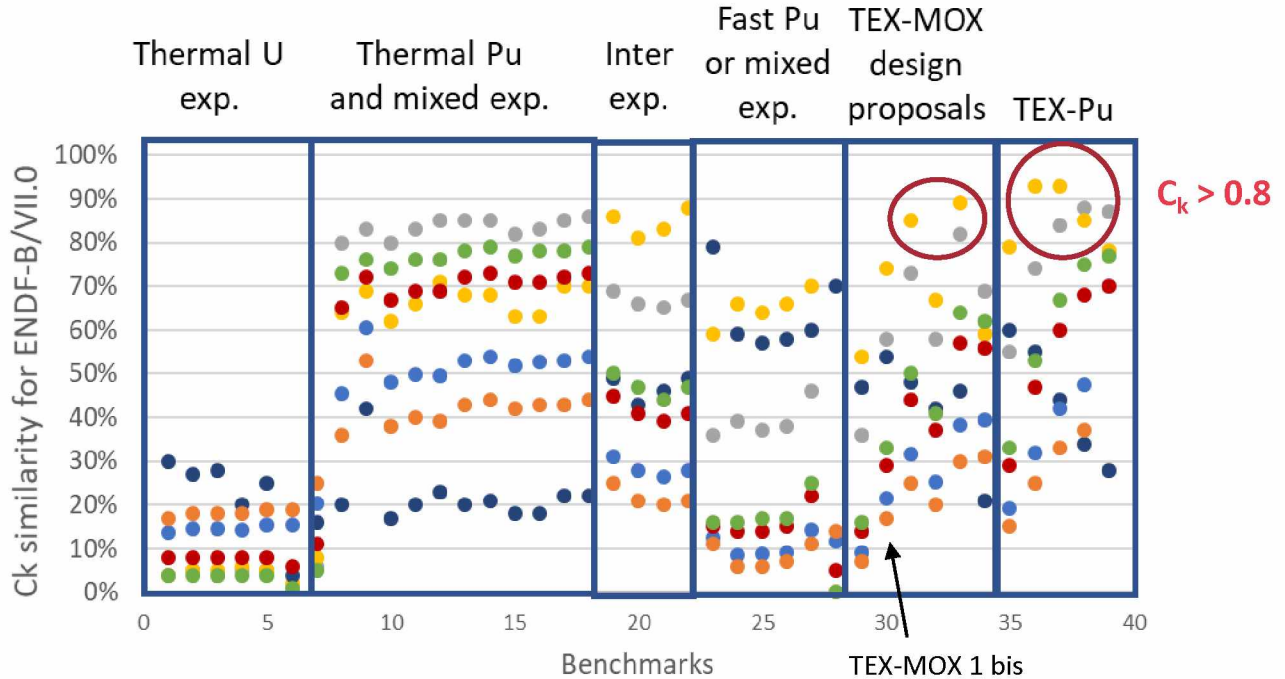 Thermal U
exp.
Thermal Pu
and mixed exp.
Inter
exp.
Fast Pu
or mixed
exp.
TEX-MOX
design
proposals
TEX-Pu
Ck similarity for ENDF-B/VII.0
100%
90%
80%
70%
60%
50%
40%
30%
20%
10%
0%
Ck > 0.8
0 5 10 15 20 25 30 35 40
Benchmarks
TEX-MOX 1 bis